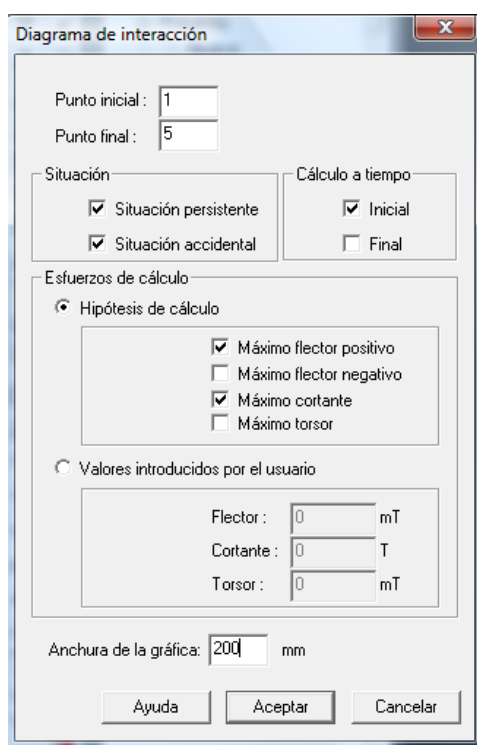 Diagrama de interacción
Punto inicial : 1
Punto final : 5
Situación
Situación persistente
Situación accidental
Cálculo a tiempo
Inicial
Final
Esfuerzos de cálculo
Hipótesis de cálculo
Máximo flector positivo
Máximo flector negativo
Máximo cortante
Máximo torsor
Valores introducidos por el usuario
Flector : 0 mT
Cortante : 0 T
Torsor : 0 mT
Anchura de la gráfica: 200 mm
Ayuda Aceptar Cancelar